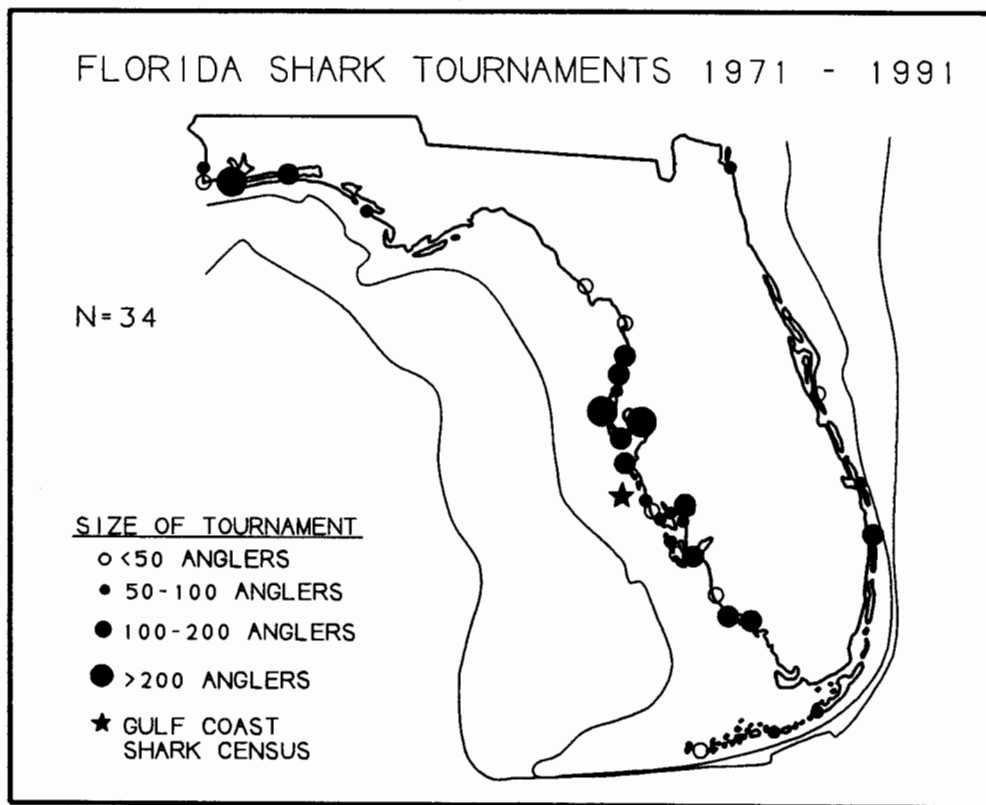 FLORIDA SHARK TOURNAMENTS 1971 - 1991
N=34
SIZE OF TOURNAMENT
<50 ANGLERS
50-100 ANGLERS
100-200 ANGLERS
>200 ANGLERS
GULF COAST
SHARK CENSUS